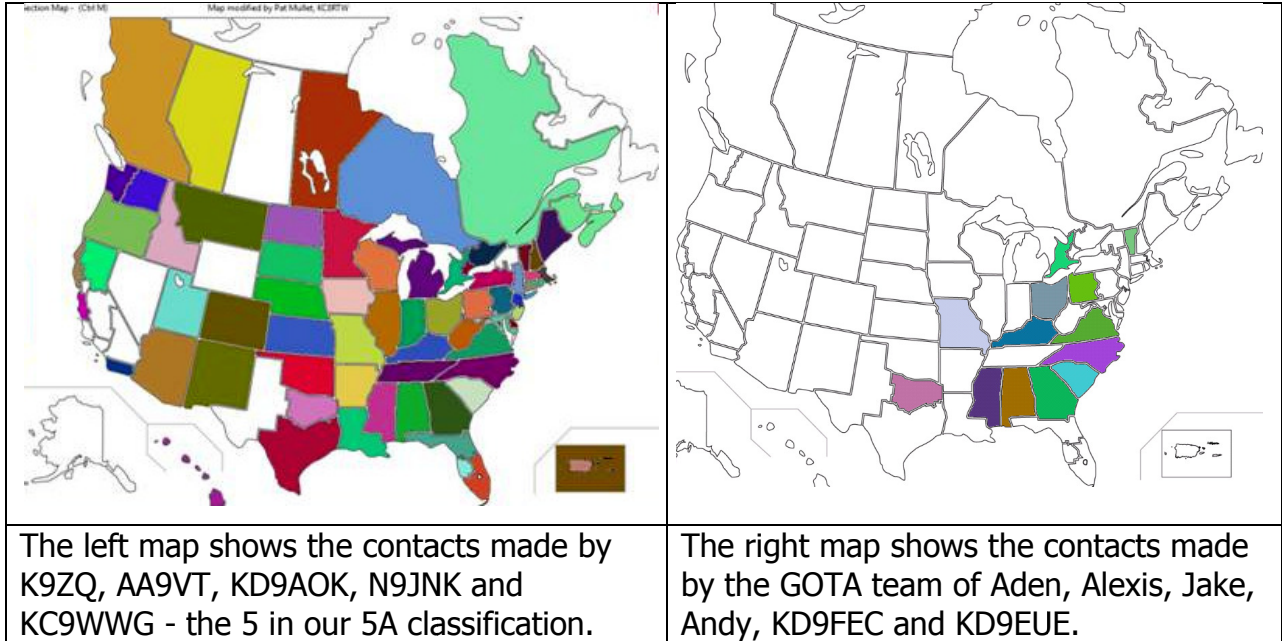 ection Map - (Ctrl M) Map modified by Pat Mullet, KC8RTW
The left map shows the contacts made by
K9ZQ, AA9VT, KD9AOK, N9JNK and
KC9WWG - the 5 in our 5A classification.
The right map shows the contacts made
by the GOTA team of Aden, Alexis, Jake,
Andy, KD9FEC and KD9EUE.